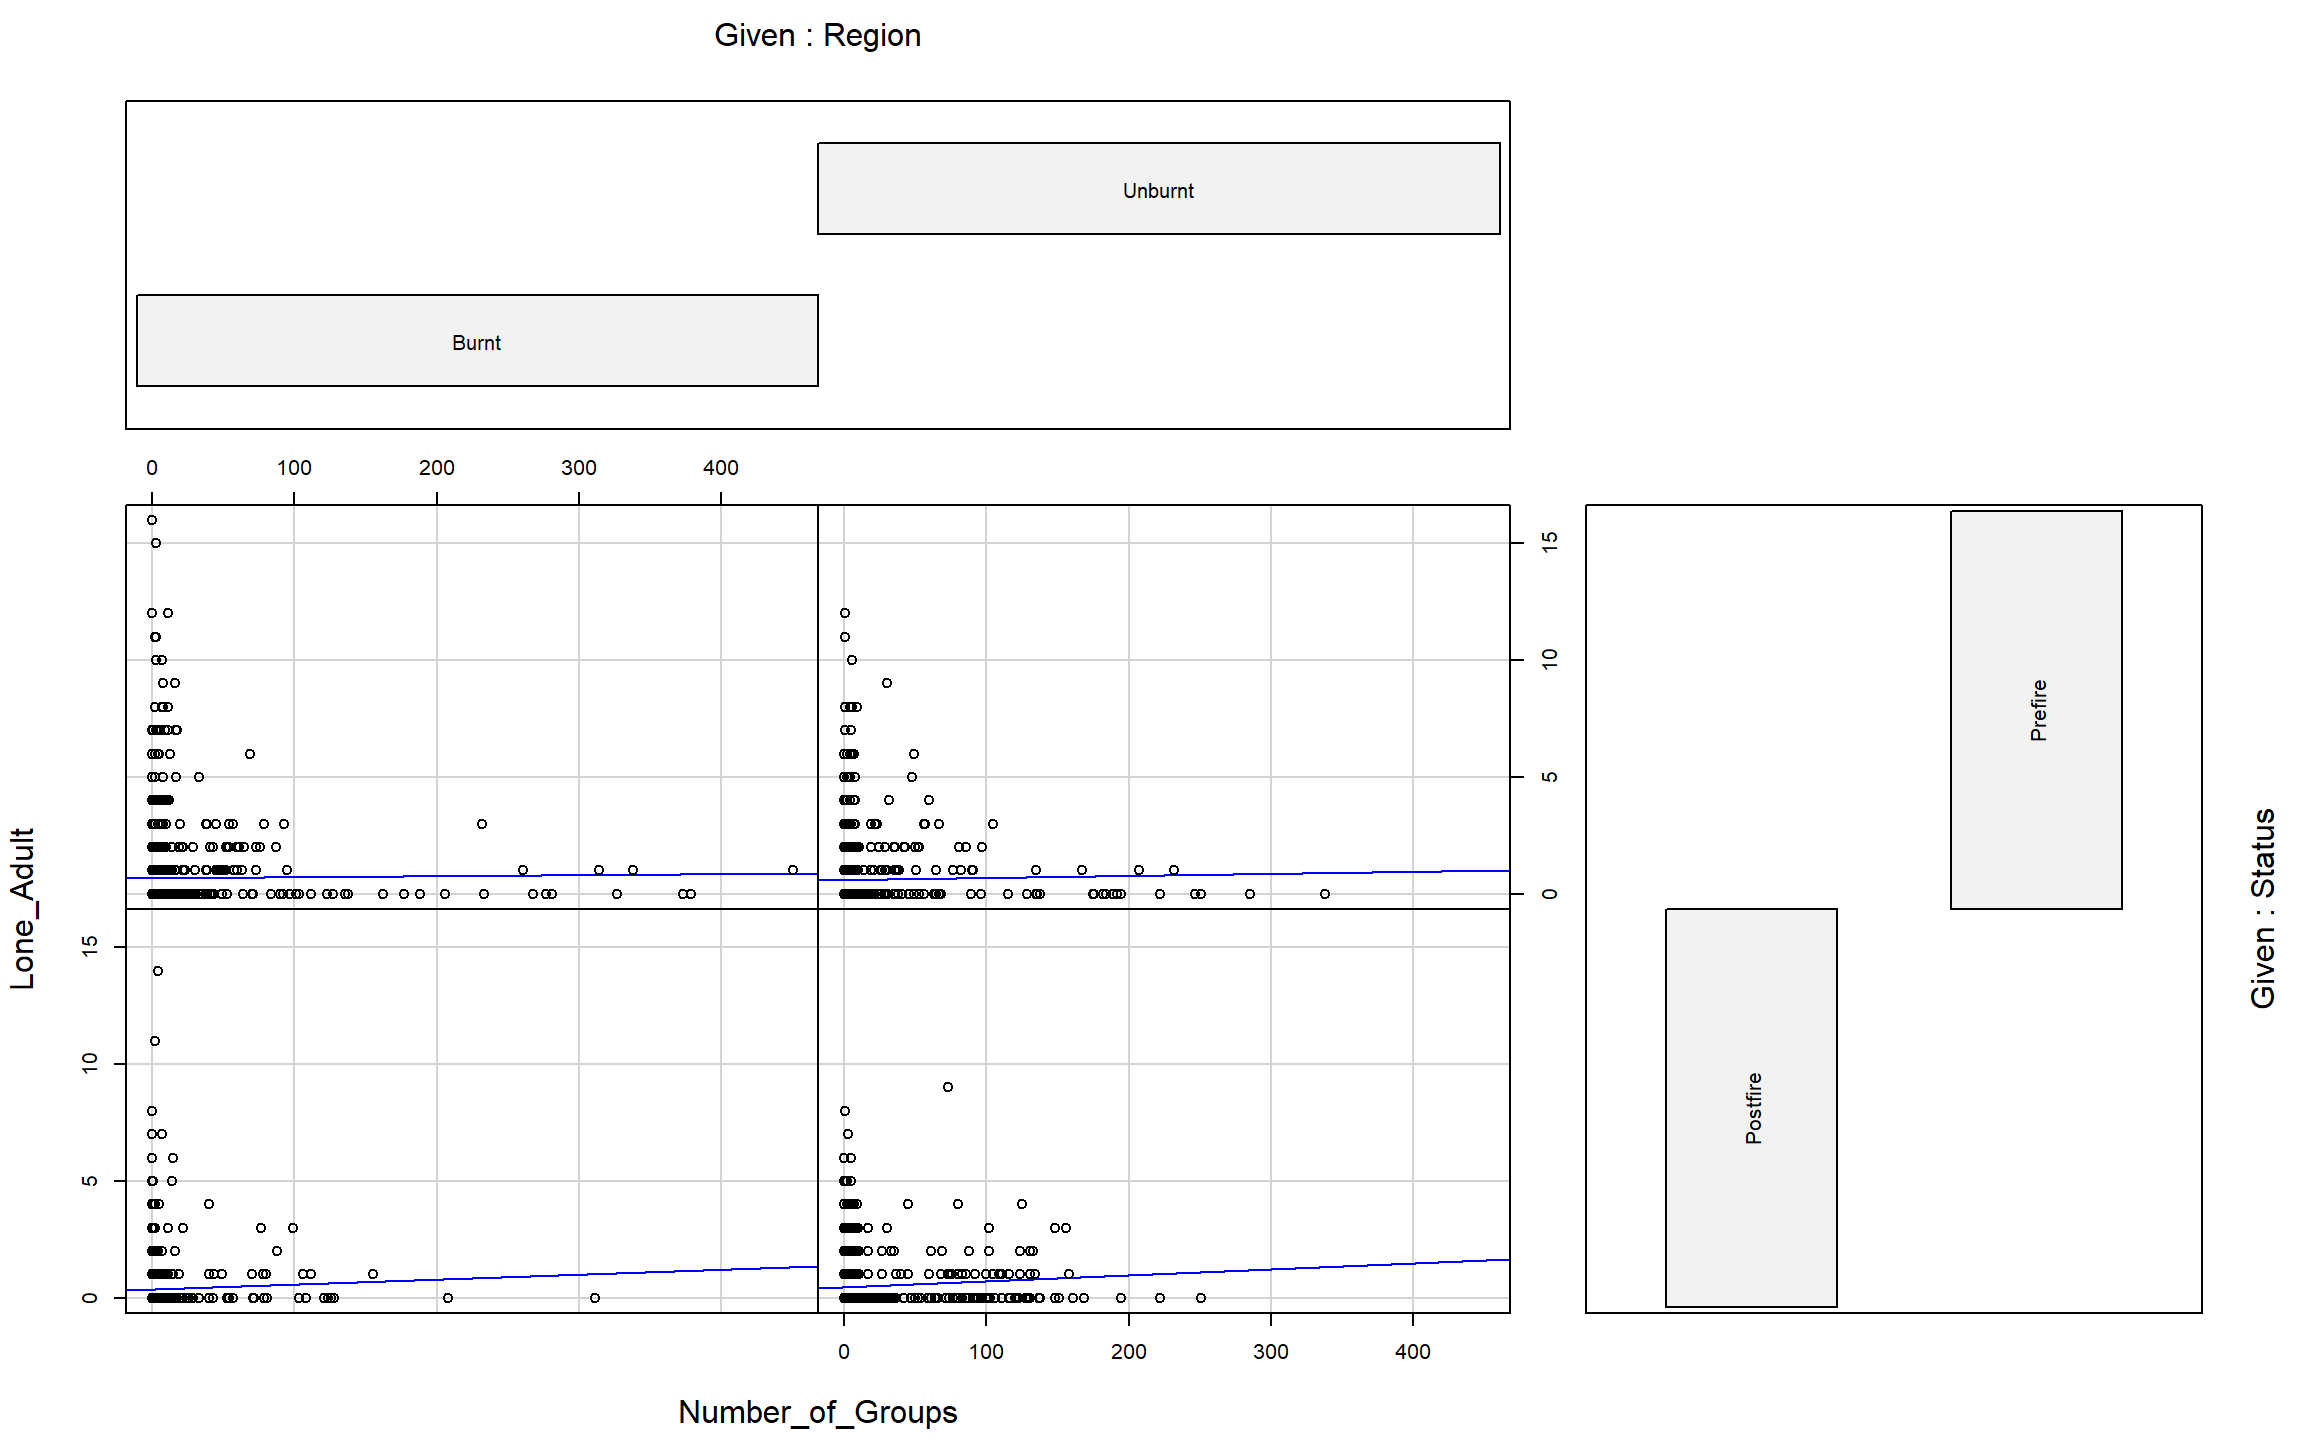 Given : Region
Unburnt
Burnt
0 100 200 300 400
15
10
5
0
Prefire
Lone_Adult
Given : Status
15
10
5
0
Postfire
0 100 200 300 400
Number_of_Groups